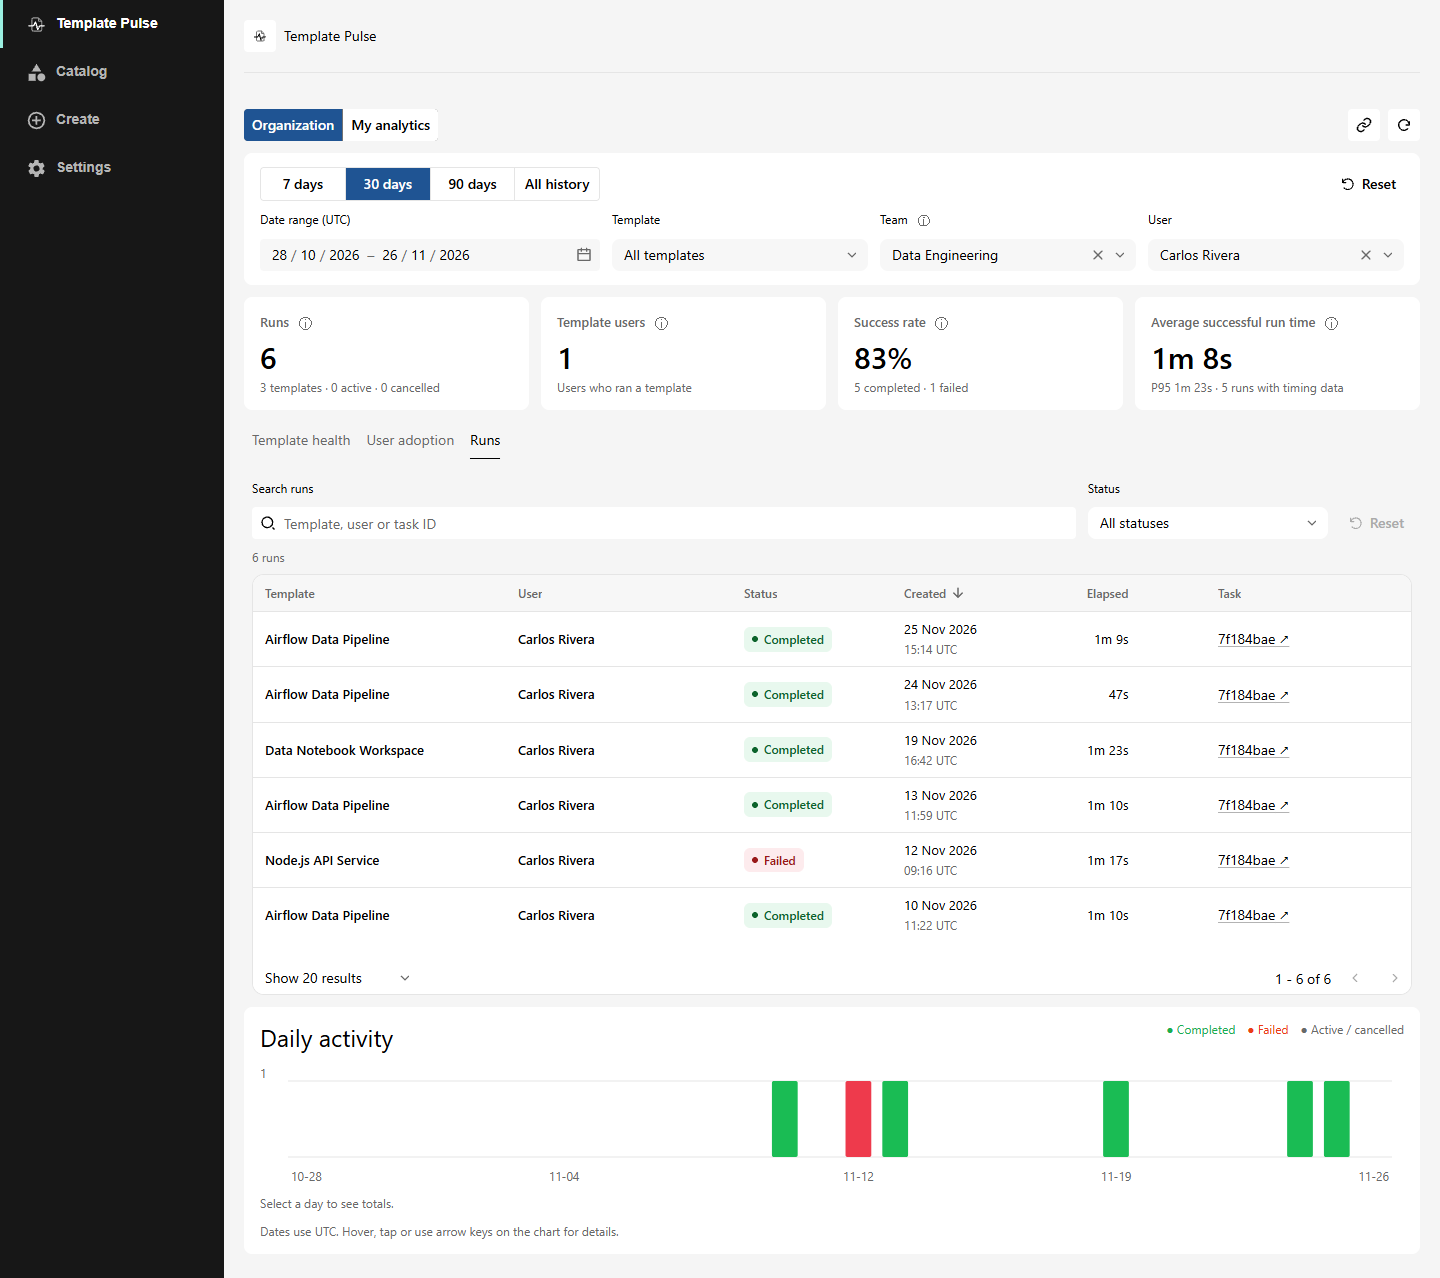 Template Pulse
Catalog
Create
Settings
Template Pulse
Organization My analytics
7 days 30 days 90 days All history Reset
Date range (UTC) Template Team User
28 / 10 / 2026 – 26 / 11 / 2026 All templates Data Engineering Carlos Rivera
Runs Template users Success rate Average successful run time
6 1 83% 1m 8s
3 templates · 0 active · 0 cancelled Users who ran a template 5 completed · 1 failed P95 1m 23s · 5 runs with timing data
Template health User adoption Runs
Search runs Status
Template, user or task ID All statuses Reset
6 runs
Template User Status Created ↓ Elapsed Task
Airflow Data Pipeline Carlos Rivera Completed 25 Nov 2026 1m 9s 7f184bae ↗
15:14 UTC
Airflow Data Pipeline Carlos Rivera Completed 24 Nov 2026 47s 7f184bae ↗
13:17 UTC
Data Notebook Workspace Carlos Rivera Completed 19 Nov 2026 1m 23s 7f184bae ↗
16:42 UTC
Airflow Data Pipeline Carlos Rivera Completed 13 Nov 2026 1m 10s 7f184bae ↗
11:59 UTC
Node.js API Service Carlos Rivera Failed 12 Nov 2026 1m 17s 7f184bae ↗
09:16 UTC
Airflow Data Pipeline Carlos Rivera Completed 10 Nov 2026 1m 10s 7f184bae ↗
11:22 UTC
Show 20 results 1 - 6 of 6
Daily activity Completed Failed Active / cancelled
1
10-28 11-04 11-12 11-19 11-26
Select a day to see totals.
Dates use UTC. Hover, tap or use arrow keys on the chart for details.